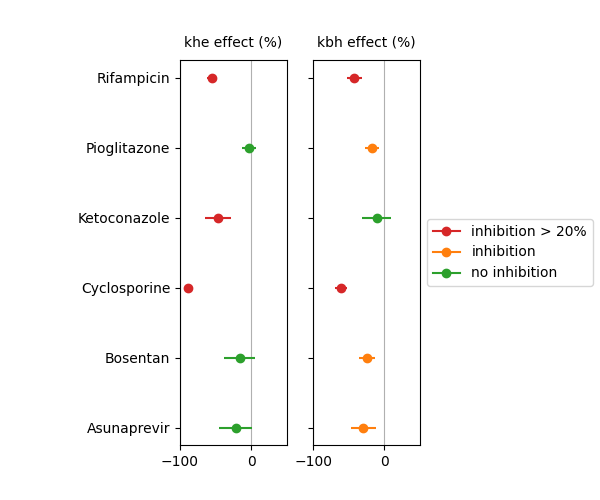 khe effect (%) kbh effect (%)
Rifampicin
Pioglitazone
Ketoconazole
Cyclosporine
Bosentan
Asunaprevir
inhibition > 20%
inhibition
no inhibition
−100 0 −100 0